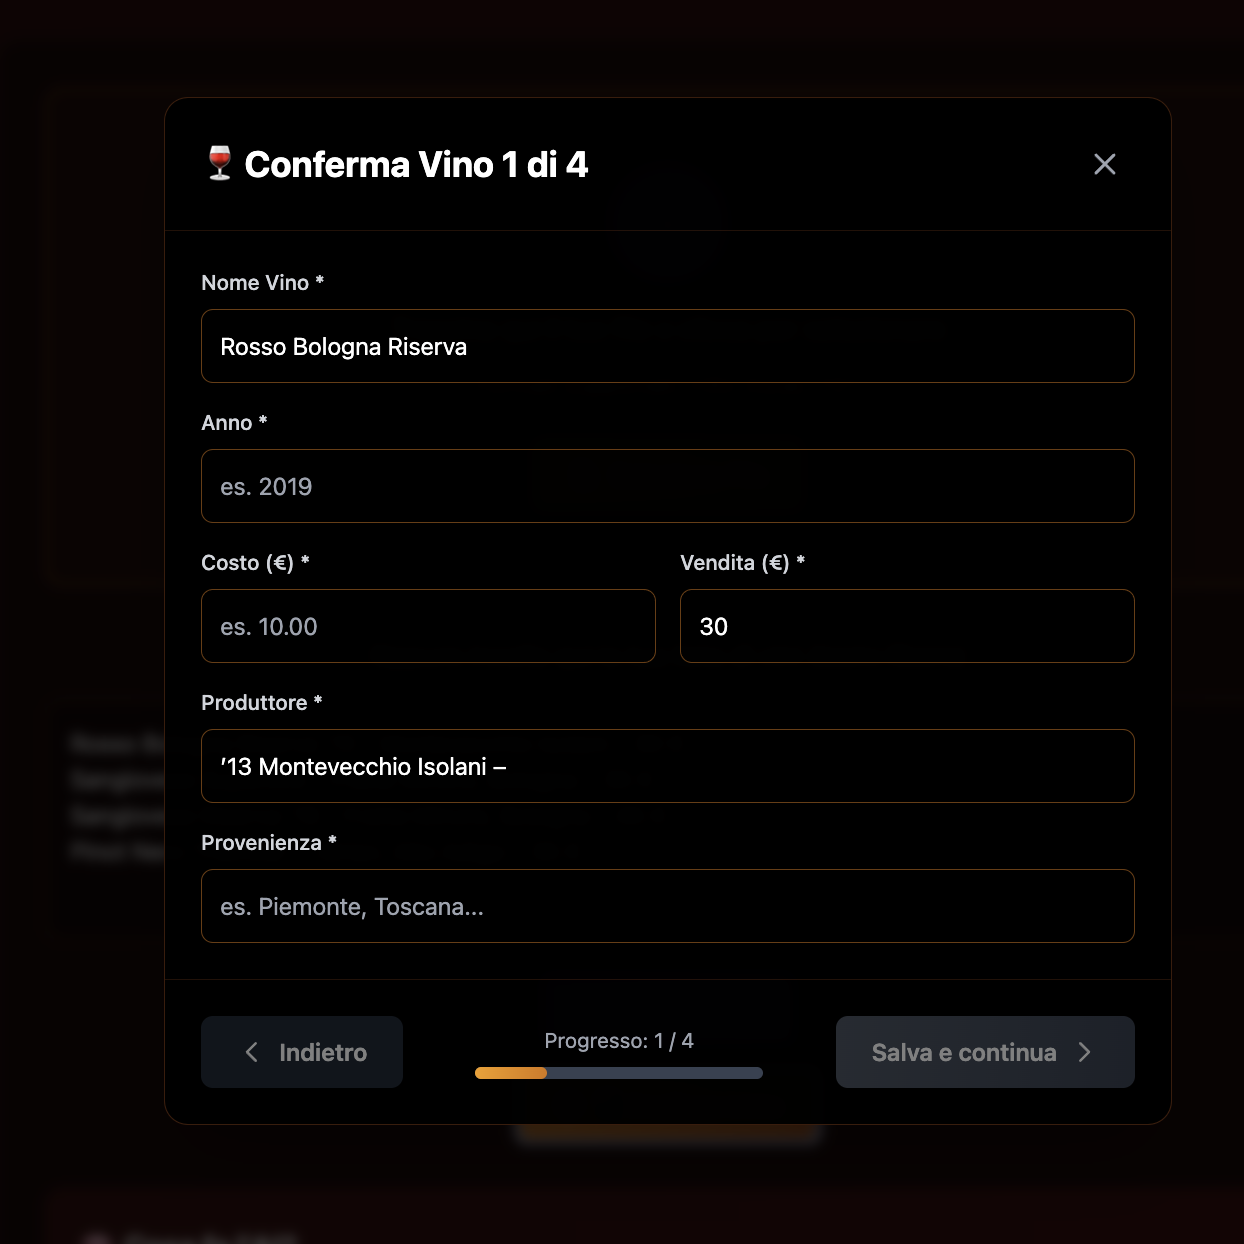 Conferma Vino 1 di 4
Nome Vino *
Rosso Bologna Riserva
Anno *
es. 2019
Costo (€) * Vendita (€) *
es. 10.00 30
Produttore *
’13 Montevecchio Isolani –
Provenienza *
es. Piemonte, Toscana...
Indietro Progresso: 1 / 4 Salva e continua